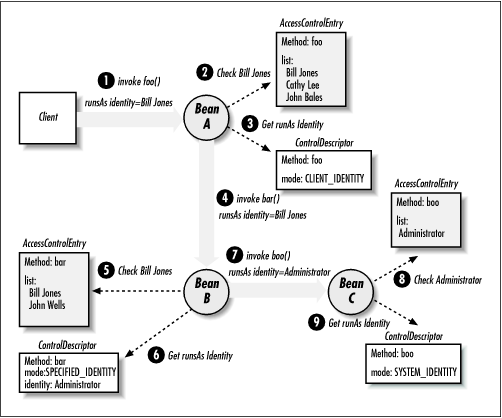 AccessControlEntry
Method: foo
list:
Bill Jones
Cathy Lee
John Bales
1 invoke foo()
runsAs identity=Bill Jones
2 Check Bill Jones
Client
Bean
A
3 Get runAs Identity
ControlDescriptor
Method: foo
mode: CLIENT_IDENTITY
4 invoke bar()
runsAs identity=Bill Jones
AccessControlEntry
Method: boo
list:
Administrator
AccessControlEntry
Method: bar
list:
Bill Jones
John Wells
5 Check Bill Jones
7 invoke boo()
runsAs identity=Administrator
Bean
B
Bean
C
8 Check Administrator
9 Get runAs Identity
6 Get runsAs Identity
ControlDescriptor
Method: bar
mode:SPECIFIED_IDENTITY
identity: Administrator
ControlDescriptor
Method: boo
mode: SYSTEM_IDENTITY